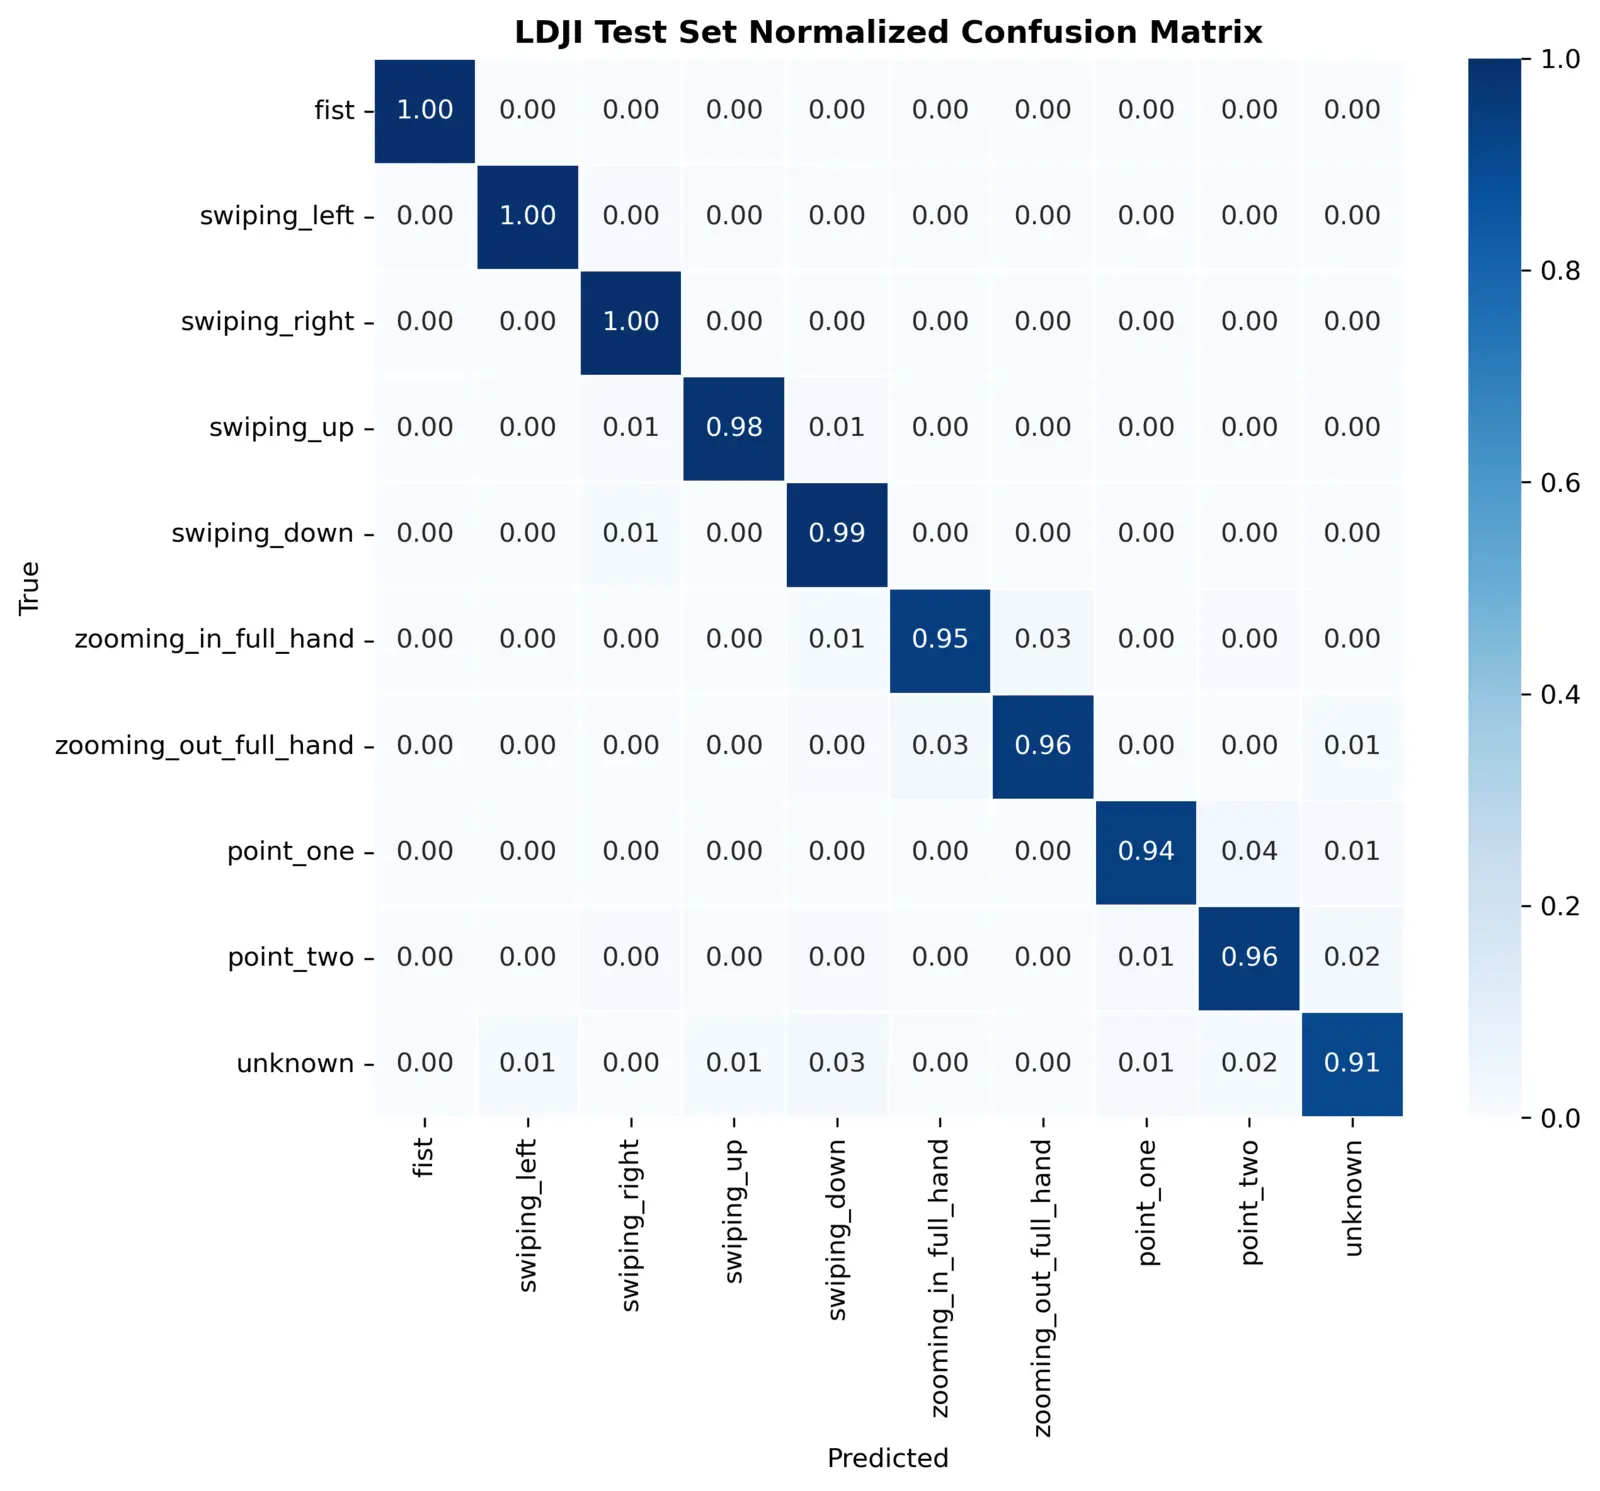 LDJI Test Set Normalized Confusion Matrix
True
fist 1.00 0.00 0.00 0.00 0.00 0.00 0.00 0.00 0.00 0.00
swiping_left 0.00 1.00 0.00 0.00 0.00 0.00 0.00 0.00 0.00 0.00
swiping_right 0.00 0.00 1.00 0.00 0.00 0.00 0.00 0.00 0.00 0.00
swiping_up 0.00 0.00 0.01 0.98 0.01 0.00 0.00 0.00 0.00 0.00
swiping_down 0.00 0.00 0.01 0.00 0.99 0.00 0.00 0.00 0.00 0.00
zooming_in_full_hand 0.00 0.00 0.00 0.00 0.01 0.95 0.03 0.00 0.00 0.00
zooming_out_full_hand 0.00 0.00 0.00 0.00 0.00 0.03 0.96 0.00 0.00 0.01
point_one 0.00 0.00 0.00 0.00 0.00 0.00 0.00 0.94 0.04 0.01
point_two 0.00 0.00 0.00 0.00 0.00 0.00 0.00 0.01 0.96 0.02
unknown 0.00 0.01 0.00 0.01 0.03 0.00 0.00 0.01 0.02 0.91
fist
swiping_left
swiping_right
swiping_up
swiping_down
zooming_in_full_hand
zooming_out_full_hand
point_one
point_two
unknown
Predicted
1.0
0.8
0.6
0.4
0.2
0.0